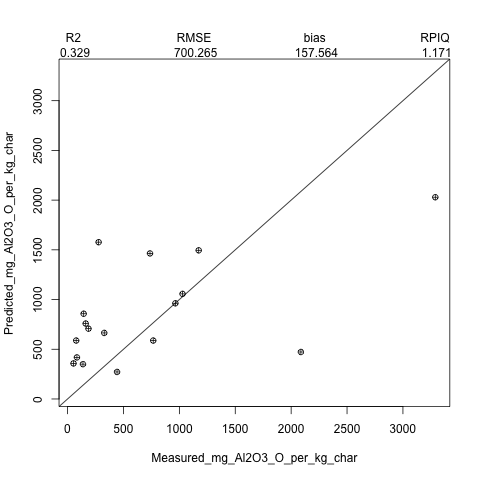 R2 RMSE bias RPIQ
0.329 700.265 157.564 1.171
Predicted_mg_Al2O3_O_per_kg_char
3000
2500
2000
1500
1000
500
0
0 500 1000 1500 2000 2500 3000
Measured_mg_Al2O3_O_per_kg_char